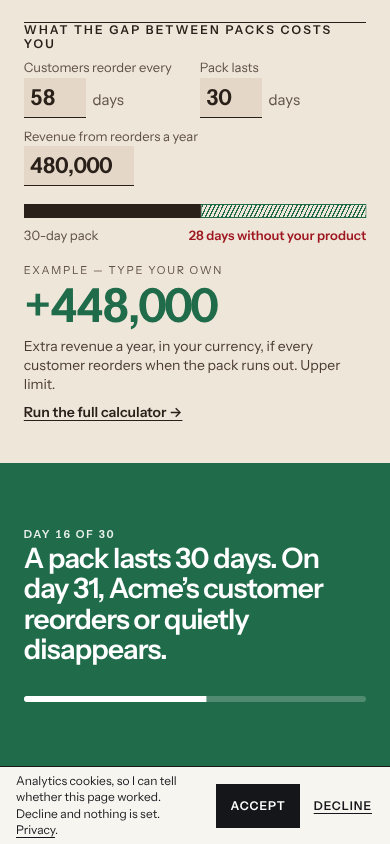 WHAT THE GAP BETWEEN PACKS COSTS
YOU
Customers reorder every
58 days
Pack lasts
30 days
Revenue from reorders a year
480,000
30-day pack
28 days without your product
EXAMPLE — TYPE YOUR OWN
+448,000
Extra revenue a year, in your currency, if every
customer reorders when the pack runs out. Upper
limit.
Run the full calculator →
DAY 16 OF 30
A pack lasts 30 days. On
day 31, Acme’s customer
reorders or quietly
disappears.
Analytics cookies, so I can tell
whether this page worked.
Decline and nothing is set.
Privacy.
ACCEPT
DECLINE